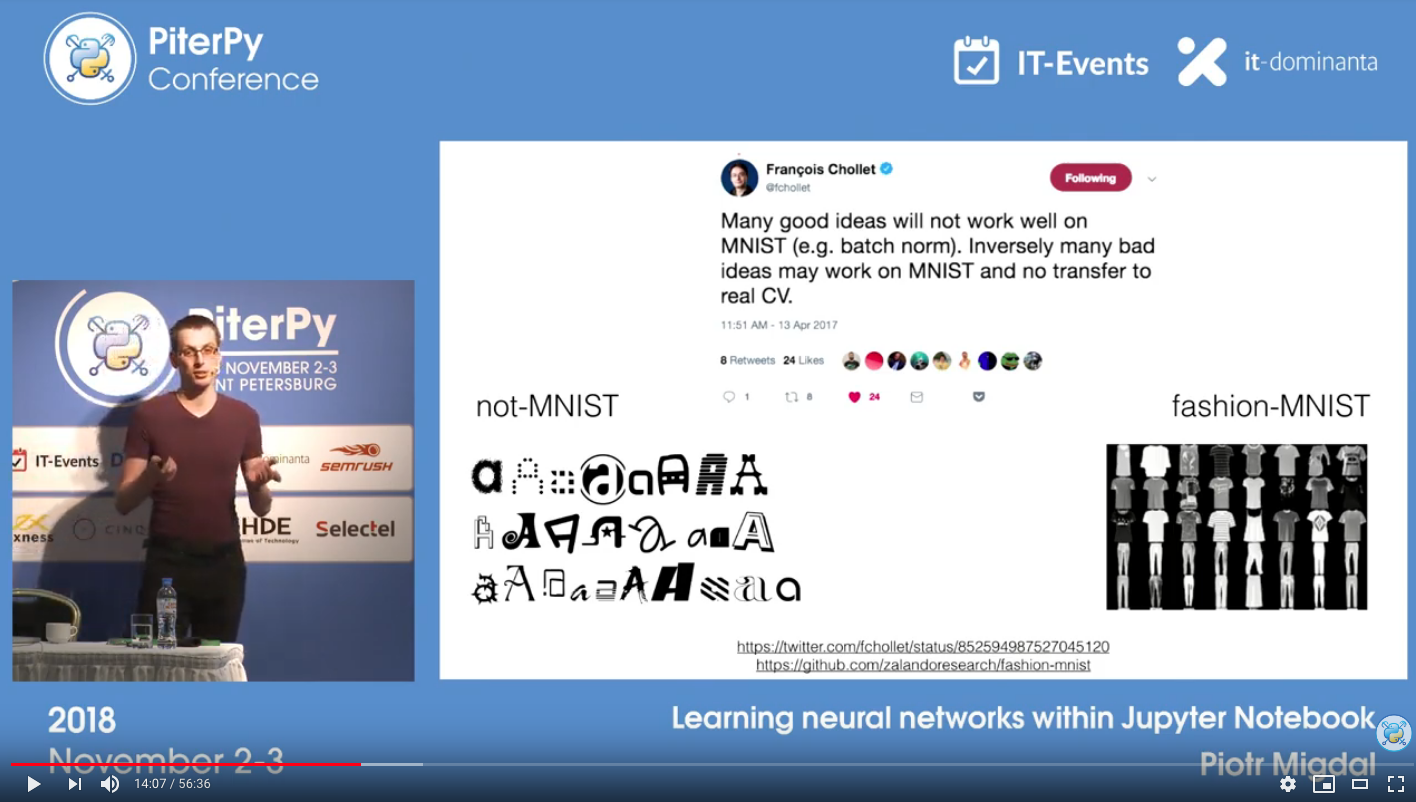 PiterPy
Conference
IT-Events
it-dominanta
François Chollet
@fchollet
Following
Many good ideas will not work well on
MNIST (e.g. batch norm). Inversely many bad
ideas may work on MNIST and no transfer to
real CV.
11:51 AM - 13 Apr 2017
8 Retweets 24 Likes
1 8 24
not-MNIST
fashion-MNIST
https://twitter.com/fchollet/status/852594987527045120
https://github.com/zalandoresearch/fashion-mnist
PiterPy
NOVEMBER 2-3
PETERSBURG
IT-Events
SEMRUSH
HDE
Selectel
2018
November 2-3
Learning neural networks within Jupyter Notebook
Piotr Migdal
14:07 / 56:36